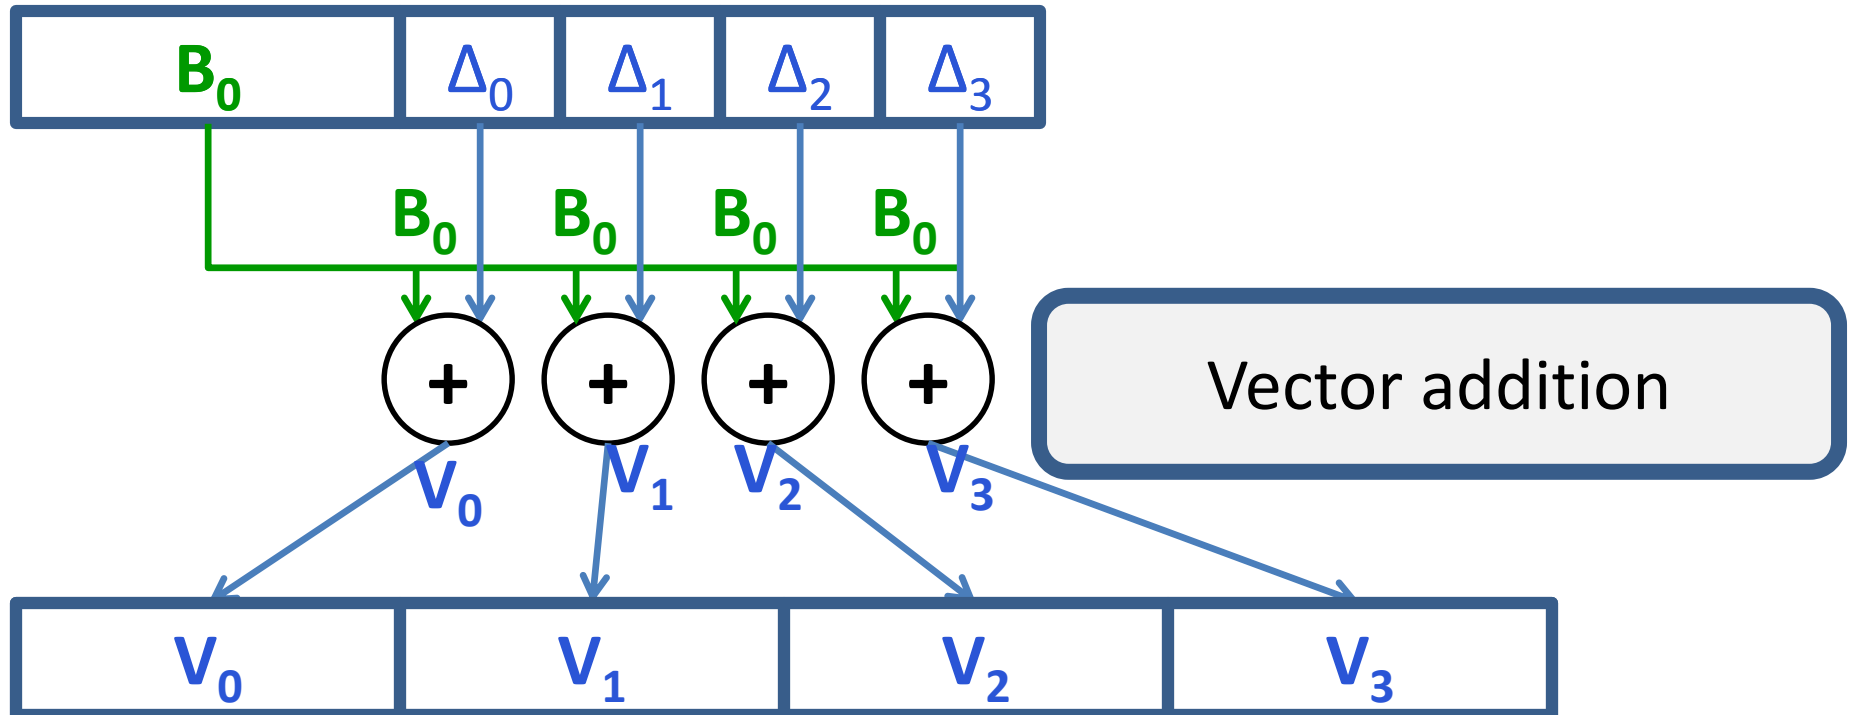 B₀ Δ₀ Δ₁ Δ₂ Δ₃
B₀ B₀ B₀ B₀
+ + + + Vector addition
V₀ V₁ V₂ V₃
V₀ V₁ V₂ V₃